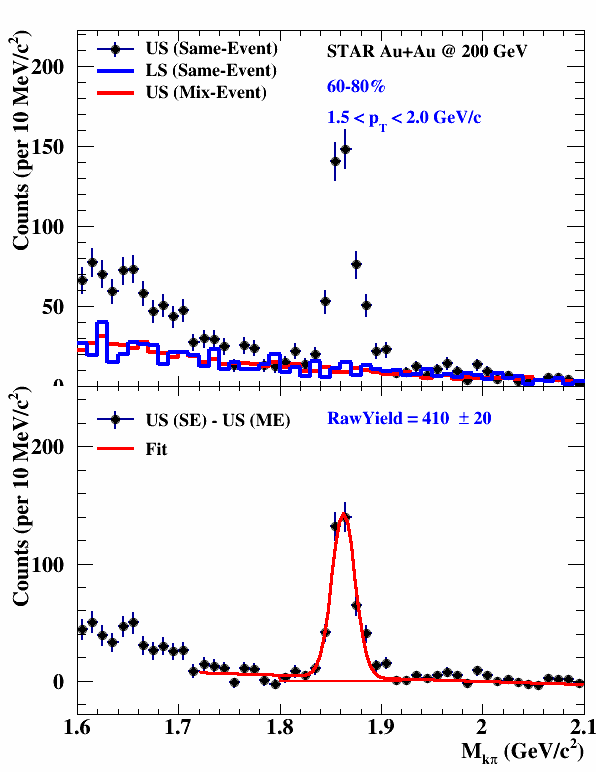 Counts (per 10 MeV/c²)
200
150
100
50
0
US (Same-Event)
LS (Same-Event)
US (Mix-Event)
STAR Au+Au @ 200 GeV
60-80%
1.5 < p_T < 2.0 GeV/c
Counts (per 10 MeV/c²)
200
100
0
US (SE) - US (ME)
Fit
RawYield = 410 ± 20
1.6 1.7 1.8 1.9 2 2.1
M_kπ (GeV/c²)